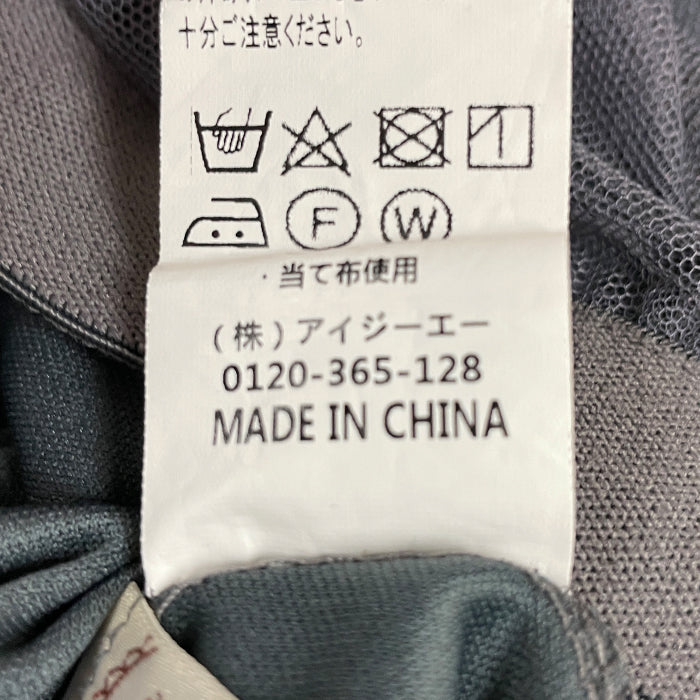 十分ご注意ください。
F W
・当て布使用
(株)アイジーエー
0120-365-128
MADE IN CHINA